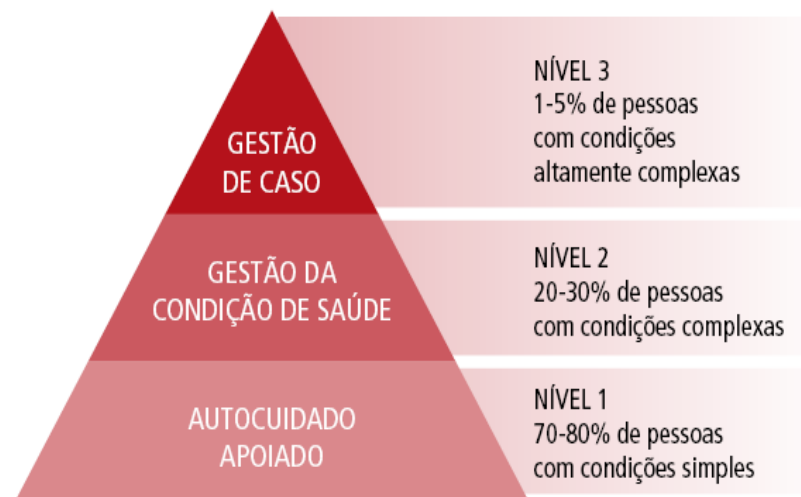 GESTÃO
DE CASO
NÍVEL 3
1-5% de pessoas
com condições
altamente complexas
GESTÃO DA
CONDIÇÃO DE SAÚDE
NÍVEL 2
20-30% de pessoas
com condições complexas
AUTOCUIDADO
APOIADO
NÍVEL 1
70-80% de pessoas
com condições simples